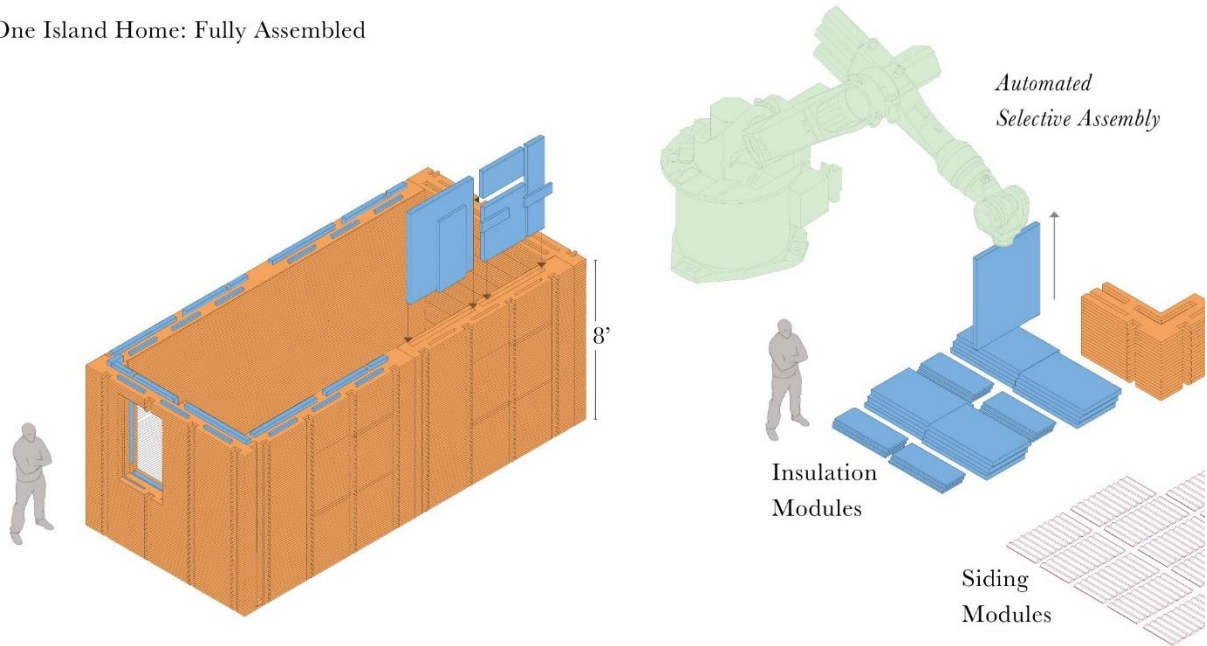 One Island Home: Fully Assembled
Automated
Selective Assembly
8’
Insulation
Modules
Siding
Modules